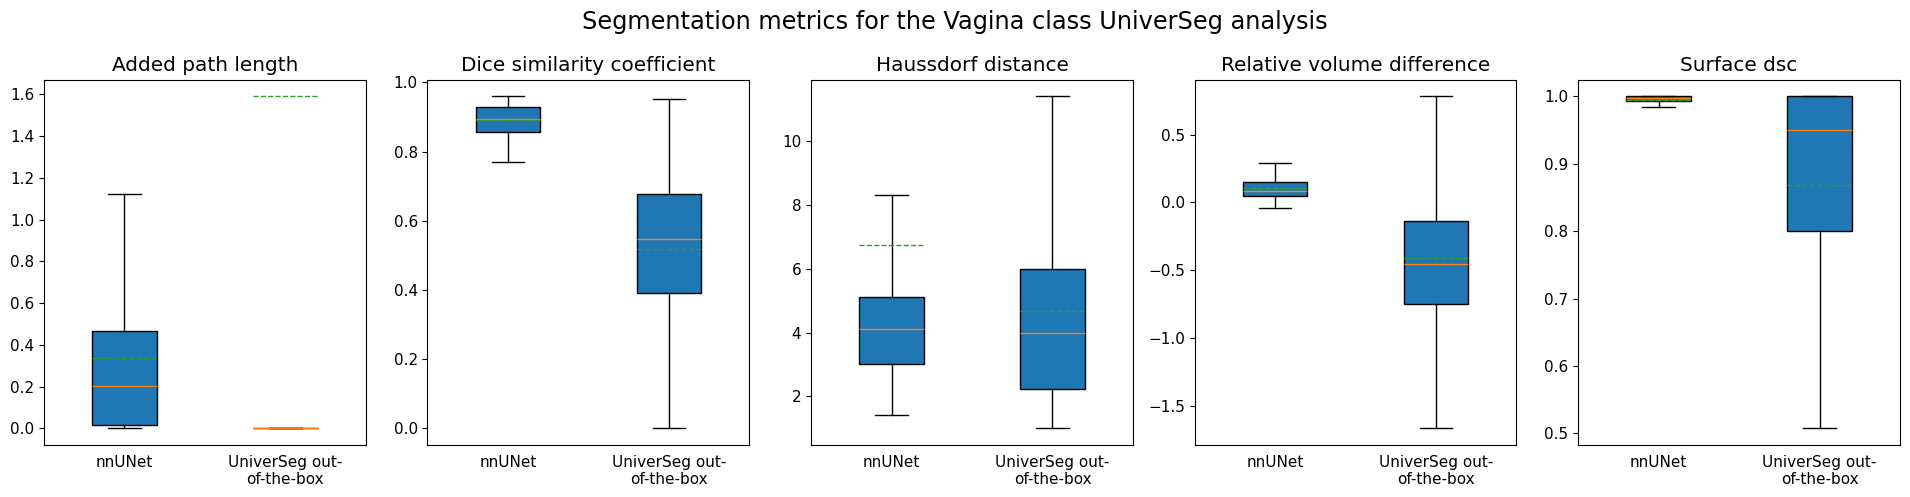 Segmentation metrics for the Vagina class UniverSeg analysis
Added path length
1.6
1.4
1.2
1.0
0.8
0.6
0.4
0.2
0.0
nnUNet
UniverSeg out-
of-the-box
Dice similarity coefficient
1.0
0.8
0.6
0.4
0.2
0.0
nnUNet
UniverSeg out-
of-the-box
Haussdorf distance
10
8
6
4
2
nnUNet
UniverSeg out-
of-the-box
Relative volume difference
0.5
0.0
−0.5
−1.0
−1.5
nnUNet
UniverSeg out-
of-the-box
Surface dsc
1.0
0.9
0.8
0.7
0.6
0.5
nnUNet
UniverSeg out-
of-the-box